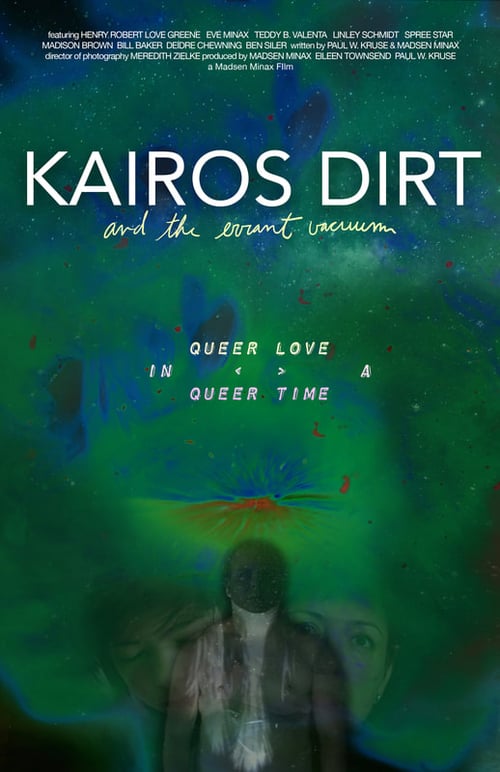 featuring HENRY ROBERT LOVE GREENE EVE MINAX TEDDY B. VALENTA LINLEY SCHMIDT SPREE STAR
MADISON BROWN BILL BAKER DEIDRE CHEWNING BEN SILER written by PAUL W. KRUSE & MADSEN MINAX
director of photography MEREDITH ZIELKE produced by MADSEN MINAX EILEEN TOWNSEND PAUL W. KRUSE
a Madsen Minax FIlm
KAIROS DIRT
and the errant vacuum
QUEER LOVE
IN < > A
QUEER TIME